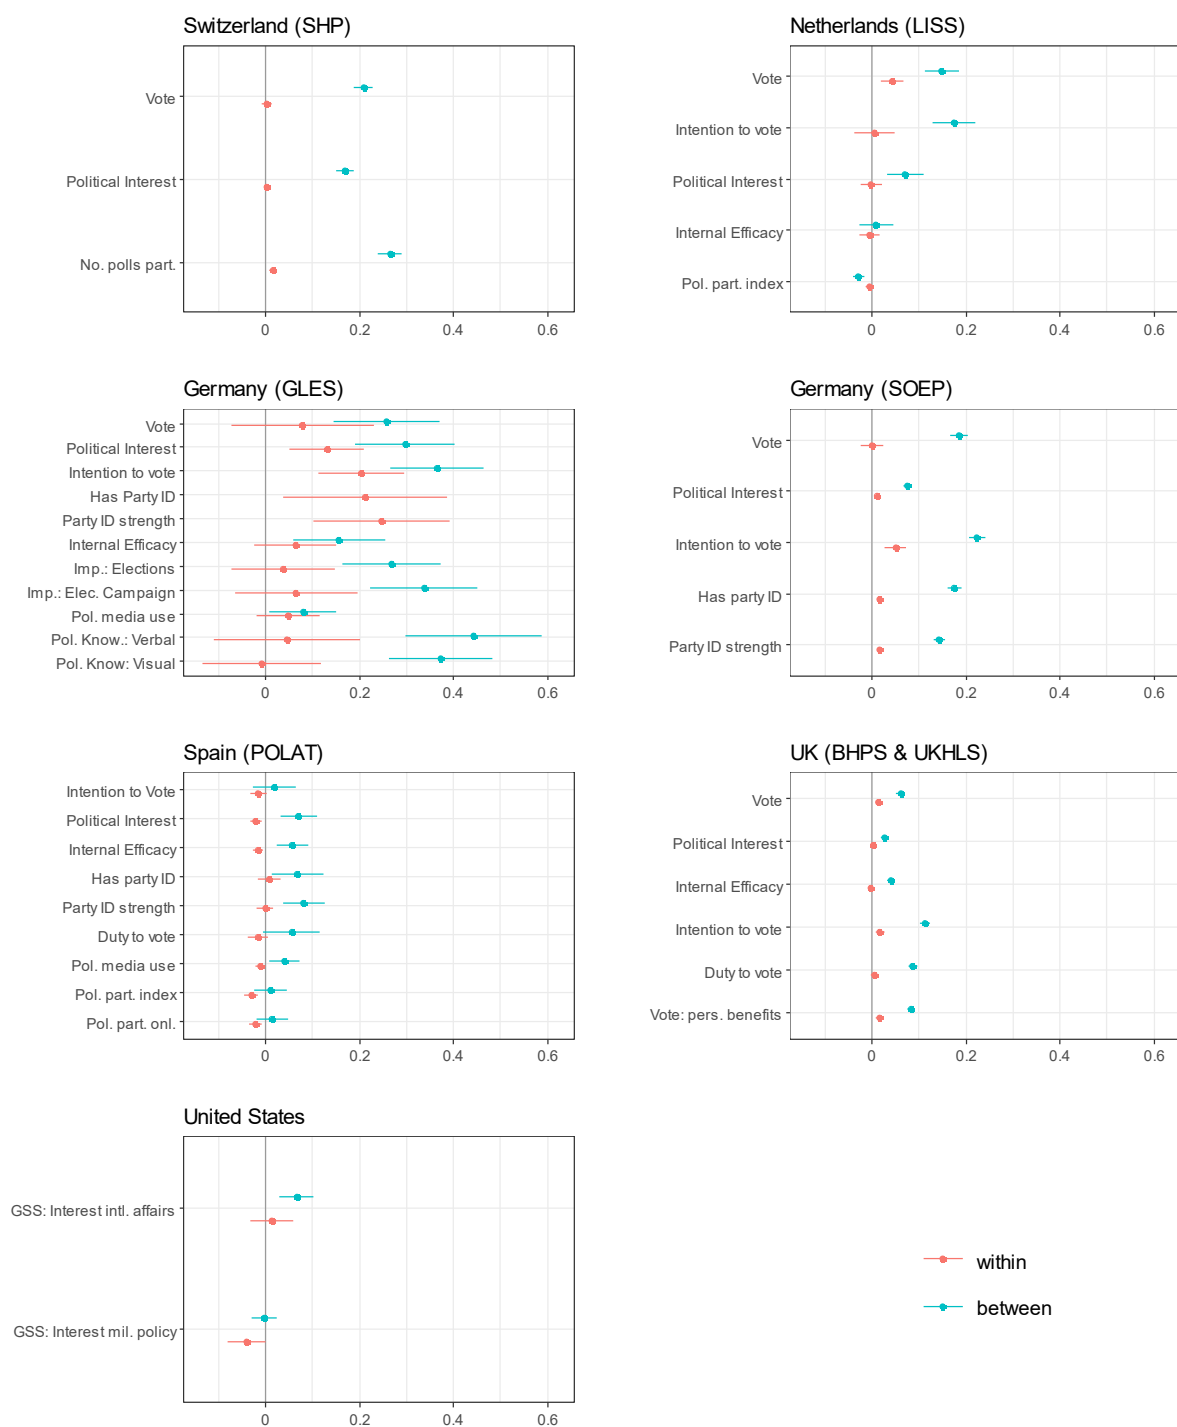 Switzerland (SHP)
Vote
Political Interest
No. polls part.
0 0.2 0.4 0.6
Netherlands (LISS)
Vote
Intention to vote
Political Interest
Internal Efficacy
Pol. part. index
0 0.2 0.4 0.6
Germany (GLES)
Vote
Political Interest
Intention to vote
Has Party ID
Party ID strength
Internal Efficacy
Imp.: Elections
Imp.: Elec. Campaign
Pol. media use
Pol. Know.: Verbal
Pol. Know: Visual
0 0.2 0.4 0.6
Germany (SOEP)
Vote
Political Interest
Intention to vote
Has party ID
Party ID strength
0 0.2 0.4 0.6
Spain (POLAT)
Intention to Vote
Political Interest
Internal Efficacy
Has party ID
Party ID strength
Duty to vote
Pol. media use
Pol. part. index
Pol. part. onl.
0 0.2 0.4 0.6
UK (BHPS & UKHLS)
Vote
Political Interest
Internal Efficacy
Intention to vote
Duty to vote
Vote: pers. benefits
0 0.2 0.4 0.6
United States
GSS: Interest intl. affairs
GSS: Interest mil. policy
0 0.2 0.4 0.6
within
between